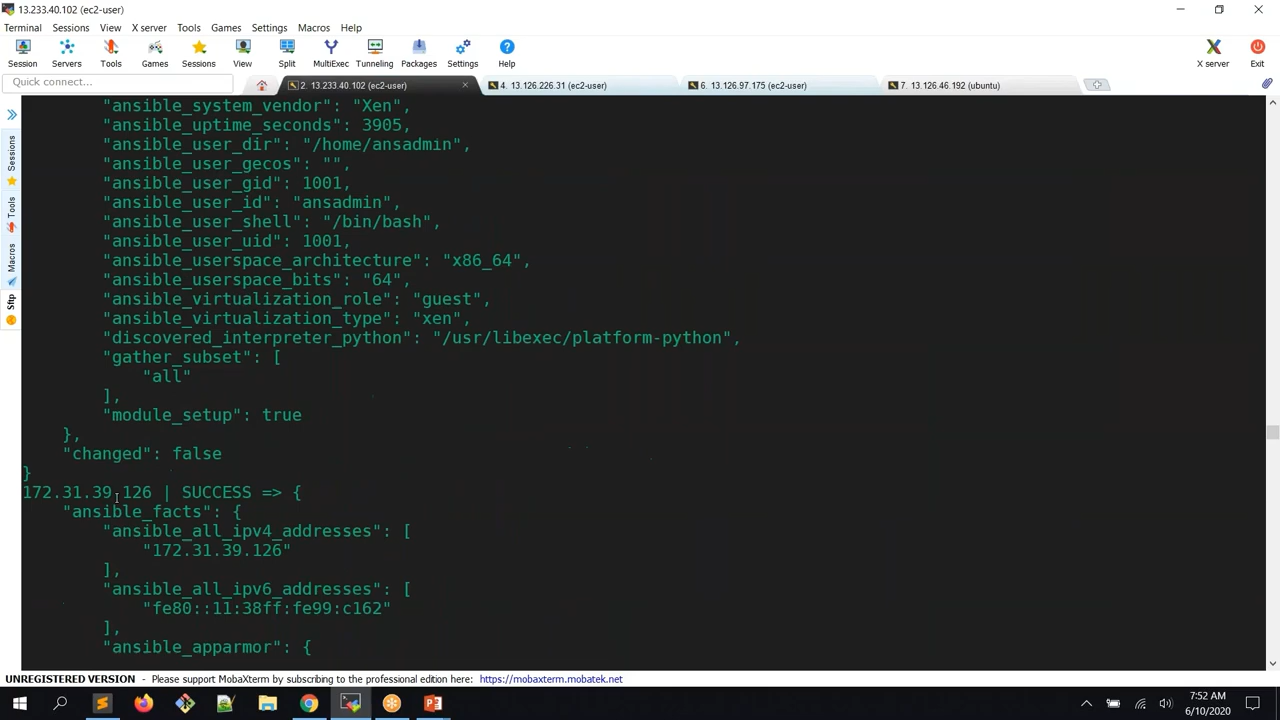 13.233.40.102 (ec2-user)
Terminal Sessions View X server Tools Games Settings Macros Help
Session Servers Tools Games Sessions View Split MultiExec Tunneling Packages Settings Help X server Exit
Quick connect...
2. 13.233.40.102 (ec2-user)
4. 13.126.226.31 (ec2-user)
6. 13.126.97.175 (ec2-user)
7. 13.126.46.192 (ubuntu)
Sessions
Tools
Macros
Sftp
"ansible_system_vendor": "Xen",
"ansible_uptime_seconds": 3905,
"ansible_user_dir": "/home/ansadmin",
"ansible_user_gecos": "",
"ansible_user_gid": 1001,
"ansible_user_id": "ansadmin",
"ansible_user_shell": "/bin/bash",
"ansible_user_uid": 1001,
"ansible_userspace_architecture": "x86_64",
"ansible_userspace_bits": "64",
"ansible_virtualization_role": "guest",
"ansible_virtualization_type": "xen",
"discovered_interpreter_python": "/usr/libexec/platform-python",
"gather_subset": [
"all"
],
"module_setup": true
},
"changed": false
}
172.31.39.126 | SUCCESS => {
"ansible_facts": {
"ansible_all_ipv4_addresses": [
"172.31.39.126"
],
"ansible_all_ipv6_addresses": [
"fe80::11:38ff:fe99:c162"
],
"ansible_apparmor": {
UNREGISTERED VERSION - Please support MobaXterm by subscribing to the professional edition here: https://mobaxterm.mobatek.net
7:52 AM
6/10/2020